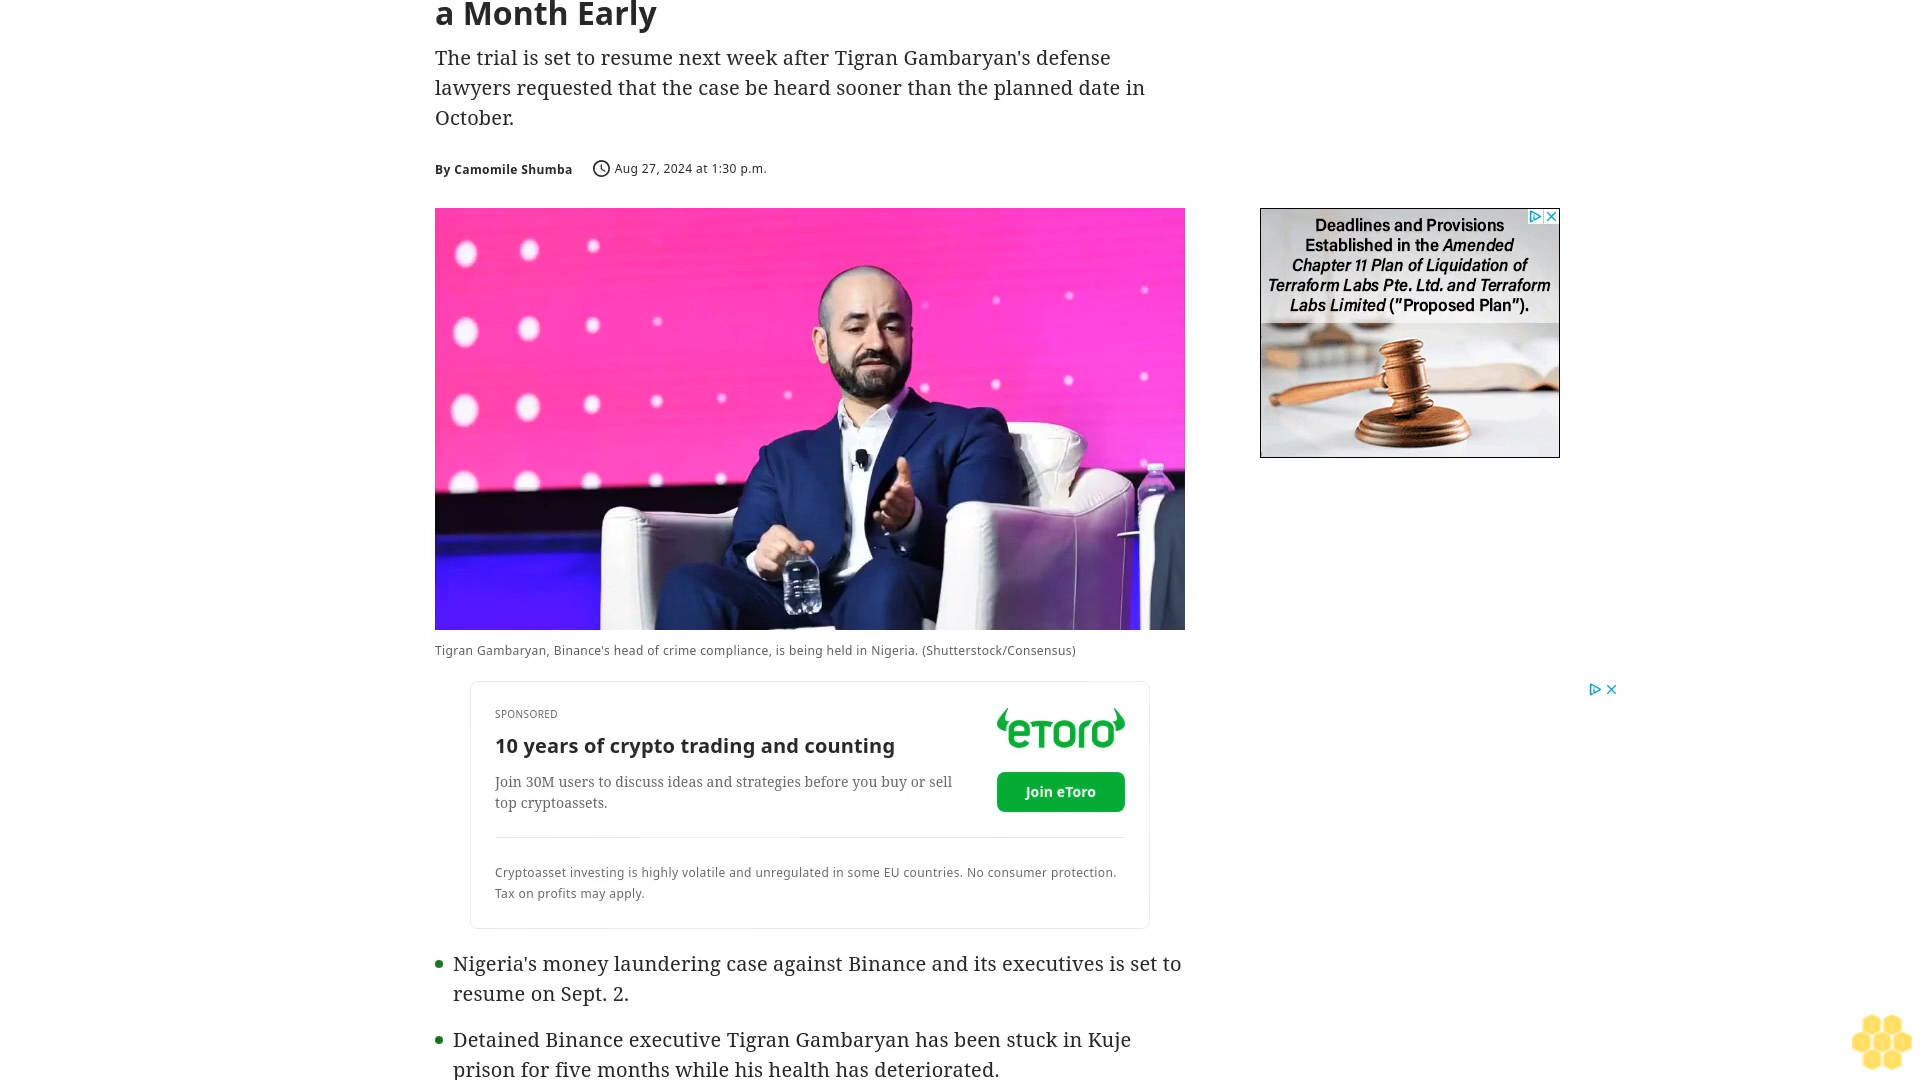 a Month Early
The trial is set to resume next week after Tigran Gambaryan's defense
lawyers requested that the case be heard sooner than the planned date in
October.
By Camomile Shumba
Aug 27, 2024 at 1:30 p.m.
Deadlines and Provisions
Established in the Amended
Chapter 11 Plan of Liquidation of
Terraform Labs Pte. Ltd. and Terraform
Labs Limited ("Proposed Plan").
Tigran Gambaryan, Binance's head of crime compliance, is being held in Nigeria. (Shutterstock/Consensus)
SPONSORED
10 years of crypto trading and counting
Join 30M users to discuss ideas and strategies before you buy or sell
top cryptoassets.
eToro
Join eToro
Cryptoasset investing is highly volatile and unregulated in some EU countries. No consumer protection.
Tax on profits may apply.
Nigeria's money laundering case against Binance and its executives is set to
resume on Sept. 2.
Detained Binance executive Tigran Gambaryan has been stuck in Kuje
prison for five months while his health has deteriorated.